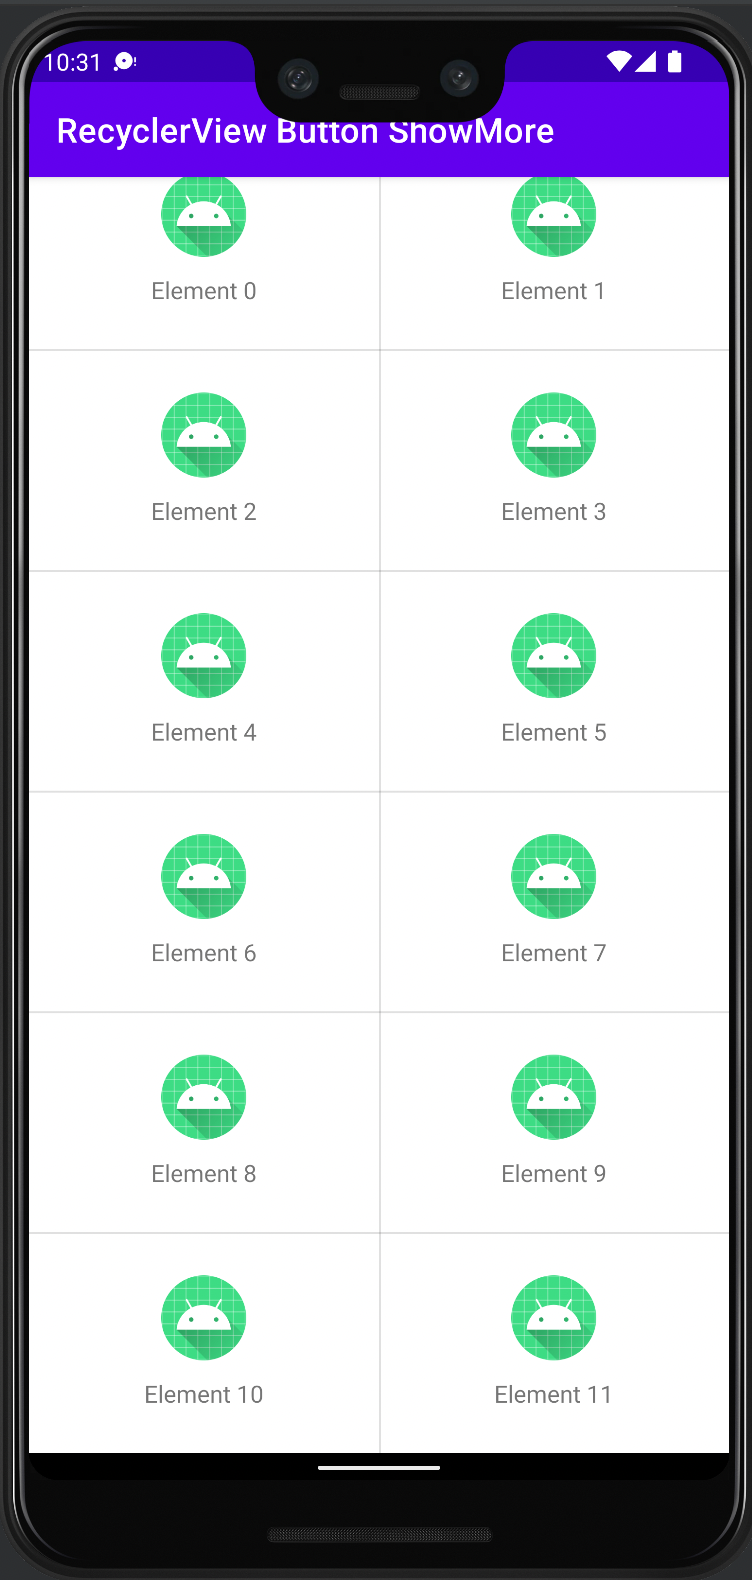 10:31
RecyclerView Button ShowMore
Element 0
Element 1
Element 2
Element 3
Element 4
Element 5
Element 6
Element 7
Element 8
Element 9
Element 10
Element 11